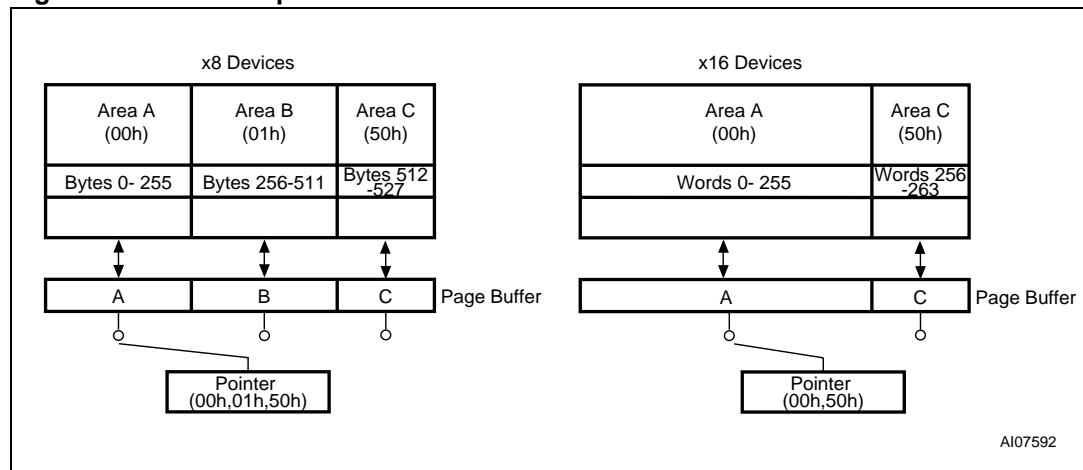 x8 Devices
Area A
(00h)
Area B
(01h)
Area C
(50h)
Bytes 0- 255
Bytes 256-511
Bytes 512
-527
A
B
C
Page Buffer
Pointer
(00h,01h,50h)
x16 Devices
Area A
(00h)
Area C
(50h)
Words 0- 255
Words 256
-263
A
C
Page Buffer
Pointer
(00h,50h)
AI07592